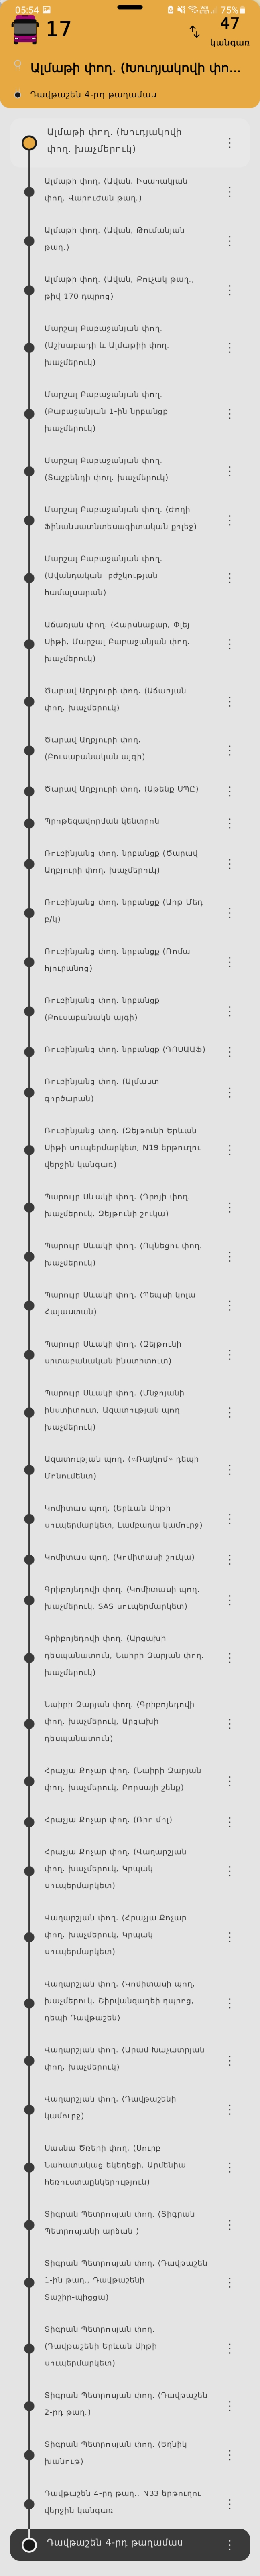 05:54
75%
17
47
կանգառ
Ալմաթի փող. (Խուդյակովի փո...
Դավթաշեն 4-րդ թաղամաս
Ալմաթի փող. (Խուդյակովի
փող. խաչմերուկ)
Ալմաթի փող. (Ավան, Իսահակյան
փող, Վարուժան թաղ.)
Ալմաթի փող. (Ավան, Թումանյան
թաղ.)
Ալմաթի փող. (Ավան, Քուչակ թաղ.,
թիվ 170 դպրոց)
Մարշալ Բաբաջանյան փող.
(Աշխաբադի և Ալմաթիի փող.
խաչմերուկ)
Մարշալ Բաբաջանյան փող.
(Բաբաջանյան 1-ին նրբանցք
խաչմերուկ)
Մարշալ Բաբաջանյան փող.
(Տաշքենդի փող. խաչմերուկ)
Մարշալ Բաբաջանյան փող. (Ժողի
Ֆինանսատնտեսագիտական քոլեջ)
Մարշալ Բաբաջանյան փող.
(Ավանդական բժշկության
համալսարան)
Աճառյան փող. (Հարսնաքար, Փլեյ
Սիթի, Մարշալ Բաբաջանյան փող.
խաչմերուկ)
Ծարավ Աղբյուրի փող. (Աճառյան
փող. խաչմերուկ)
Ծարավ Աղբյուրի փող.
(Բուսաբանական այգի)
Ծարավ Աղբյուրի փող. (Աթենք ՍՊԸ)
Պրոթեզավորման կենտրոն
Ռուբինյանց փող. նրբանցք (Ծարավ
Աղբյուրի փող. խաչմերուկ)
Ռուբինյանց փող. նրբանցք (Արթ Մեդ
բ/կ)
Ռուբինյանց փող. նրբանցք (Ռոմա
հյուրանոց)
Ռուբինյանց փող. նրբանցք
(Բուսաբանակն այգի)
Ռուբինյանց փող. նրբանցք (ԴՈՍԱԱՖ)
Ռուբինյանց փող. (Ալմաստ
գործարան)
Ռուբինյանց փող. (Զեյթունի Երևան
Սիթի սուպերմարկետ, N19 երթուղու
վերջին կանգառ)
Պարույր Սևակի փող. (Դրոյի փող.
խաչմերուկ, Զեյթունի շուկա)
Պարույր Սևակի փող. (Ուլնեցու փող.
խաչմերուկ)
Պարույր Սևակի փող. (Պեպսի կոլա
Հայաստան)
Պարույր Սևակի փող. (Զեյթունի
սրտաբանական ինստիտուտ)
Պարույր Սևակի փող. (Մնջոյանի
ինստիտուտ, Ազատության պող.
խաչմերուկ)
Ազատության պող. («Ռայկոմ» դեպի
Մոնումենտ)
Կոմիտաս պող. (Երևան Սիթի
սուպերմարկետ, Լամբադա կամուրջ)
Կոմիտաս պող. (Կոմիտասի շուկա)
Գրիբոյեդովի փող. (Կոմիտասի պող.
խաչմերուկ, SAS սուպերմարկետ)
Գրիբոյեդովի փող. (Արցախի
դեսպանատուն, Նաիրի Զարյան փող.
խաչմերուկ)
Նաիրի Զարյան փող. (Գրիբոյեդովի
փող. խաչմերուկ, Արցախի
դեսպանատուն)
Հրաչյա Քոչար փող. (Նաիրի Զարյան
փող. խաչմերուկ, Բորսայի շենք)
Հրաչյա Քոչար փող. (Ռիո մոլ)
Հրաչյա Քոչար փող. (Վաղարշյան
փող. խաչմերուկ, Կրպակ
սուպերմարկետ)
Վաղարշյան փող. (Հրաչյա Քոչար
փող. խաչմերուկ, Կրպակ
սուպերմարկետ)
Վաղարշյան փող. (Կոմիտասի պող.
խաչմերուկ, Շիրվանզադեի դպրոց,
դեպի Դավթաշեն)
Վաղարշյան փող. (Արամ Խաչատրյան
փող. խաչմերուկ)
Վաղարշյան փող. (Դավթաշենի
կամուրջ)
Սասնա Ծռերի փող. (Սուրբ
Նահատակաց եկեղեցի, Արմենիա
հեռուստաընկերություն)
Տիգրան Պետրոսյան փող. (Տիգրան
Պետրոսյանի արձան )
Տիգրան Պետրոսյան փող. (Դավթաշեն
1-ին թաղ., Դավթաշենի
Տաշիր-պիցցա)
Տիգրան Պետրոսյան փող.
(Դավթաշենի Երևան Սիթի
սուպերմարկետ)
Տիգրան Պետրոսյան փող. (Դավթաշեն
2-րդ թաղ.)
Տիգրան Պետրոսյան փող. (Եղնիկ
խանութ)
Դավթաշեն 4-րդ թաղ., N33 երթուղու
վերջին կանգառ
Դավթաշեն 4-րդ թաղամաս